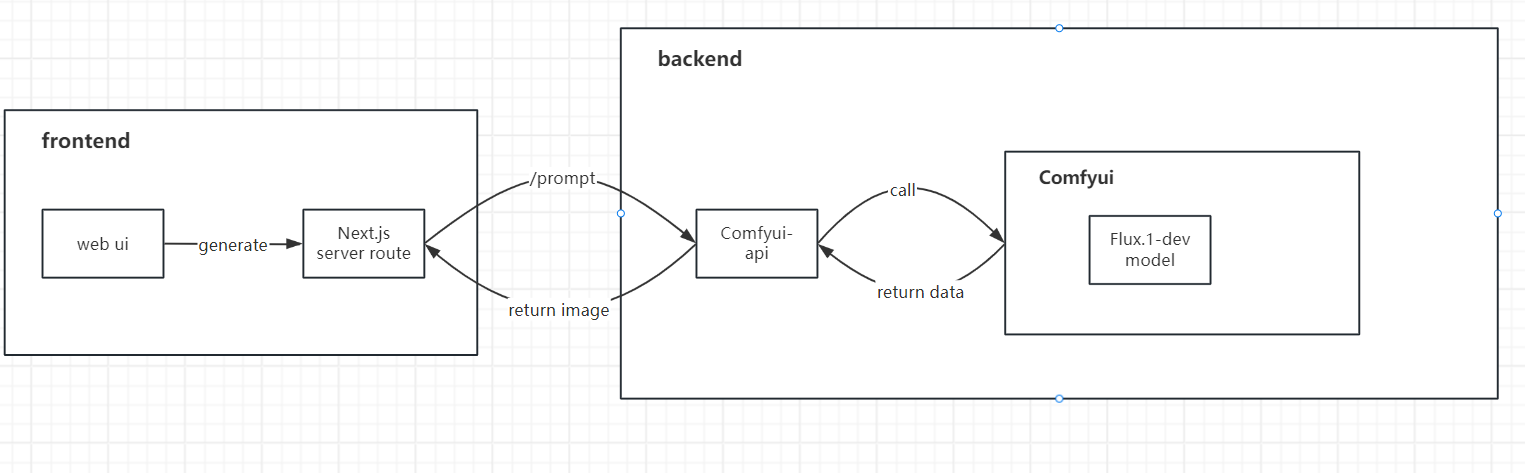 backend
frontend
web ui
generate
Next.js
server route
/prompt
return image
Comfyui-
api
call
return data
Comfyui
Flux.1-dev
model